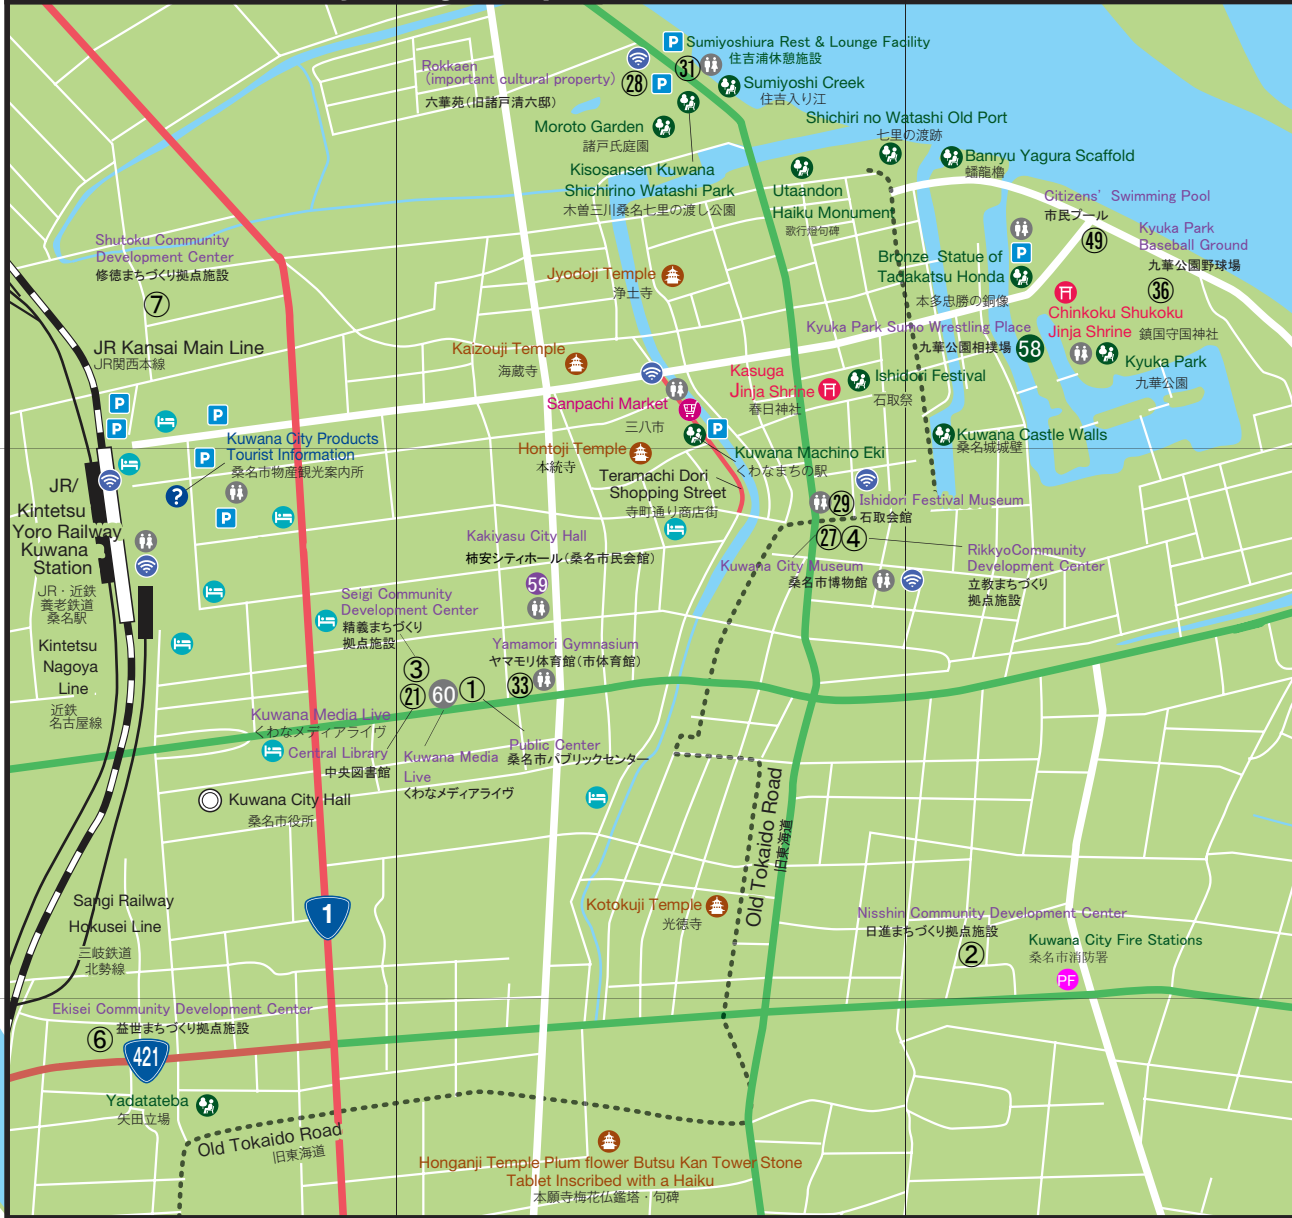 Sumiyoshiura Rest & Lounge Facility
住吉浦休憩施設
P
㉛
Rokkaen
(important cultural property)
六華苑(旧諸戸清六邸)
㉘
P
Sumiyoshi Creek
住吉入り江
Moroto Garden
諸戸氏庭園
Shichiri no Watashi Old Port
七里の渡跡
Kisosansen Kuwana
Shichirino Watashi Park
木曽三川桑名七里の渡し公園
Banryu Yagura Scaffold
蟠龍櫓
Utaandon
Haiku Monument
歌行燈句碑
Citizens' Swimming Pool
市民プール
㊾
Kyuka Park
Baseball Ground
九華公園野球場
㊱
Shutoku Community
Development Center
修徳まちづくり拠点施設
⑦
P
Bronze Statue of
Tadakatsu Honda
本多忠勝の銅像
Jyodoji Temple
浄土寺
Chinkoku Shukoku
Jinja Shrine 鎮国守国神社
Kyuka Park Sumo Wrestling Place
九華公園相撲場
58
JR Kansai Main Line
JR関西本線
Kaizouji Temple
海蔵寺
Kasuga
Jinja Shrine
春日神社
Ishidori Festival
石取祭
Kyuka Park
九華公園
P
P
P
Sanpachi Market
三八市
P
Kuwana City Products
Tourist Information
桑名市物産観光案内所
P
?
P
Hontoji Temple
本統寺
Kuwana Machino Eki
くわなまちの駅
Kuwana Castle Walls
桑名城城壁
Teramachi Dori
Shopping Street
寺町通り商店街
JR/
Kintetsu
Yoro Railway
Kuwana
Station
JR・近鉄
養老鉄道
桑名駅
㉙
Ishidori Festival Museum
石取会館
Kakiyasu City Hall
柿安シティホール(桑名市民会館)
59
㉗
④
Kuwana City Museum
桑名市博物館
RikkyoCommunity
Development Center
立教まちづくり
拠点施設
Seigi Community
Development Center
精義まちづくり
拠点施設
③
㉑
60
①
Yamamori Gymnasium
ヤマモリ体育館(市体育館)
㉝
Kintetsu
Nagoya
Line
近鉄
名古屋線
Kuwana Media Live
くわなメディアライヴ
Central Library
中央図書館
Kuwana Media
Live
くわなメディアライヴ
Public Center
桑名市パブリックセンター
Kuwana City Hall
桑名市役所
Old Tokaido Road
旧東海道
Sangi Railway
Hokusei Line
三岐鉄道
北勢線
1
Kotokuji Temple
光徳寺
Nisshin Community Development Center
日進まちづくり拠点施設
②
Kuwana City Fire Stations
桑名市消防署
PF
Ekisei Community Development Center
益世まちづくり拠点施設
⑥
421
Yadatateba
矢田立場
Old Tokaido Road
旧東海道
Honganji Temple Plum flower Butsu Kan Tower Stone
Tablet Inscribed with a Haiku
本願寺梅花仏鑑塔・句碑